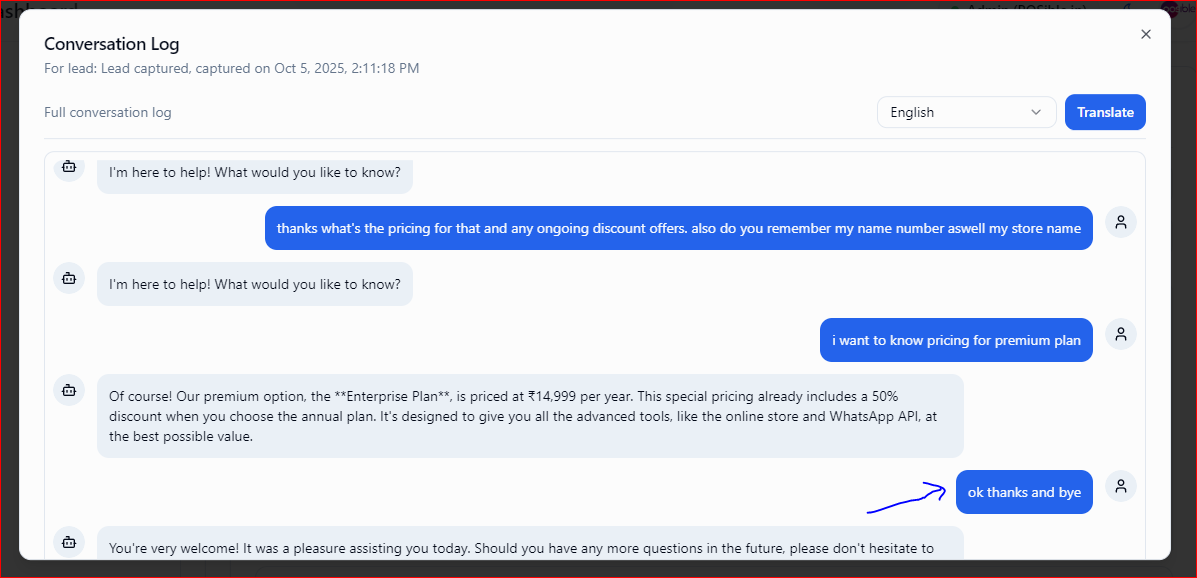 Conversation Log
For lead: Lead captured, captured on Oct 5, 2025, 2:11:18 PM
Full conversation log
English
Translate
I'm here to help! What would you like to know?
thanks what's the pricing for that and any ongoing discount offers. also do you remember my name number aswell my store name
I'm here to help! What would you like to know?
i want to know pricing for premium plan
Of course! Our premium option, the **Enterprise Plan**, is priced at ₹14,999 per year. This special pricing already includes a 50%
discount when you choose the annual plan. It's designed to give you all the advanced tools, like the online store and WhatsApp API, at
the best possible value.
ok thanks and bye
You're very welcome! It was a pleasure assisting you today. Should you have any more questions in the future, please don't hesitate to